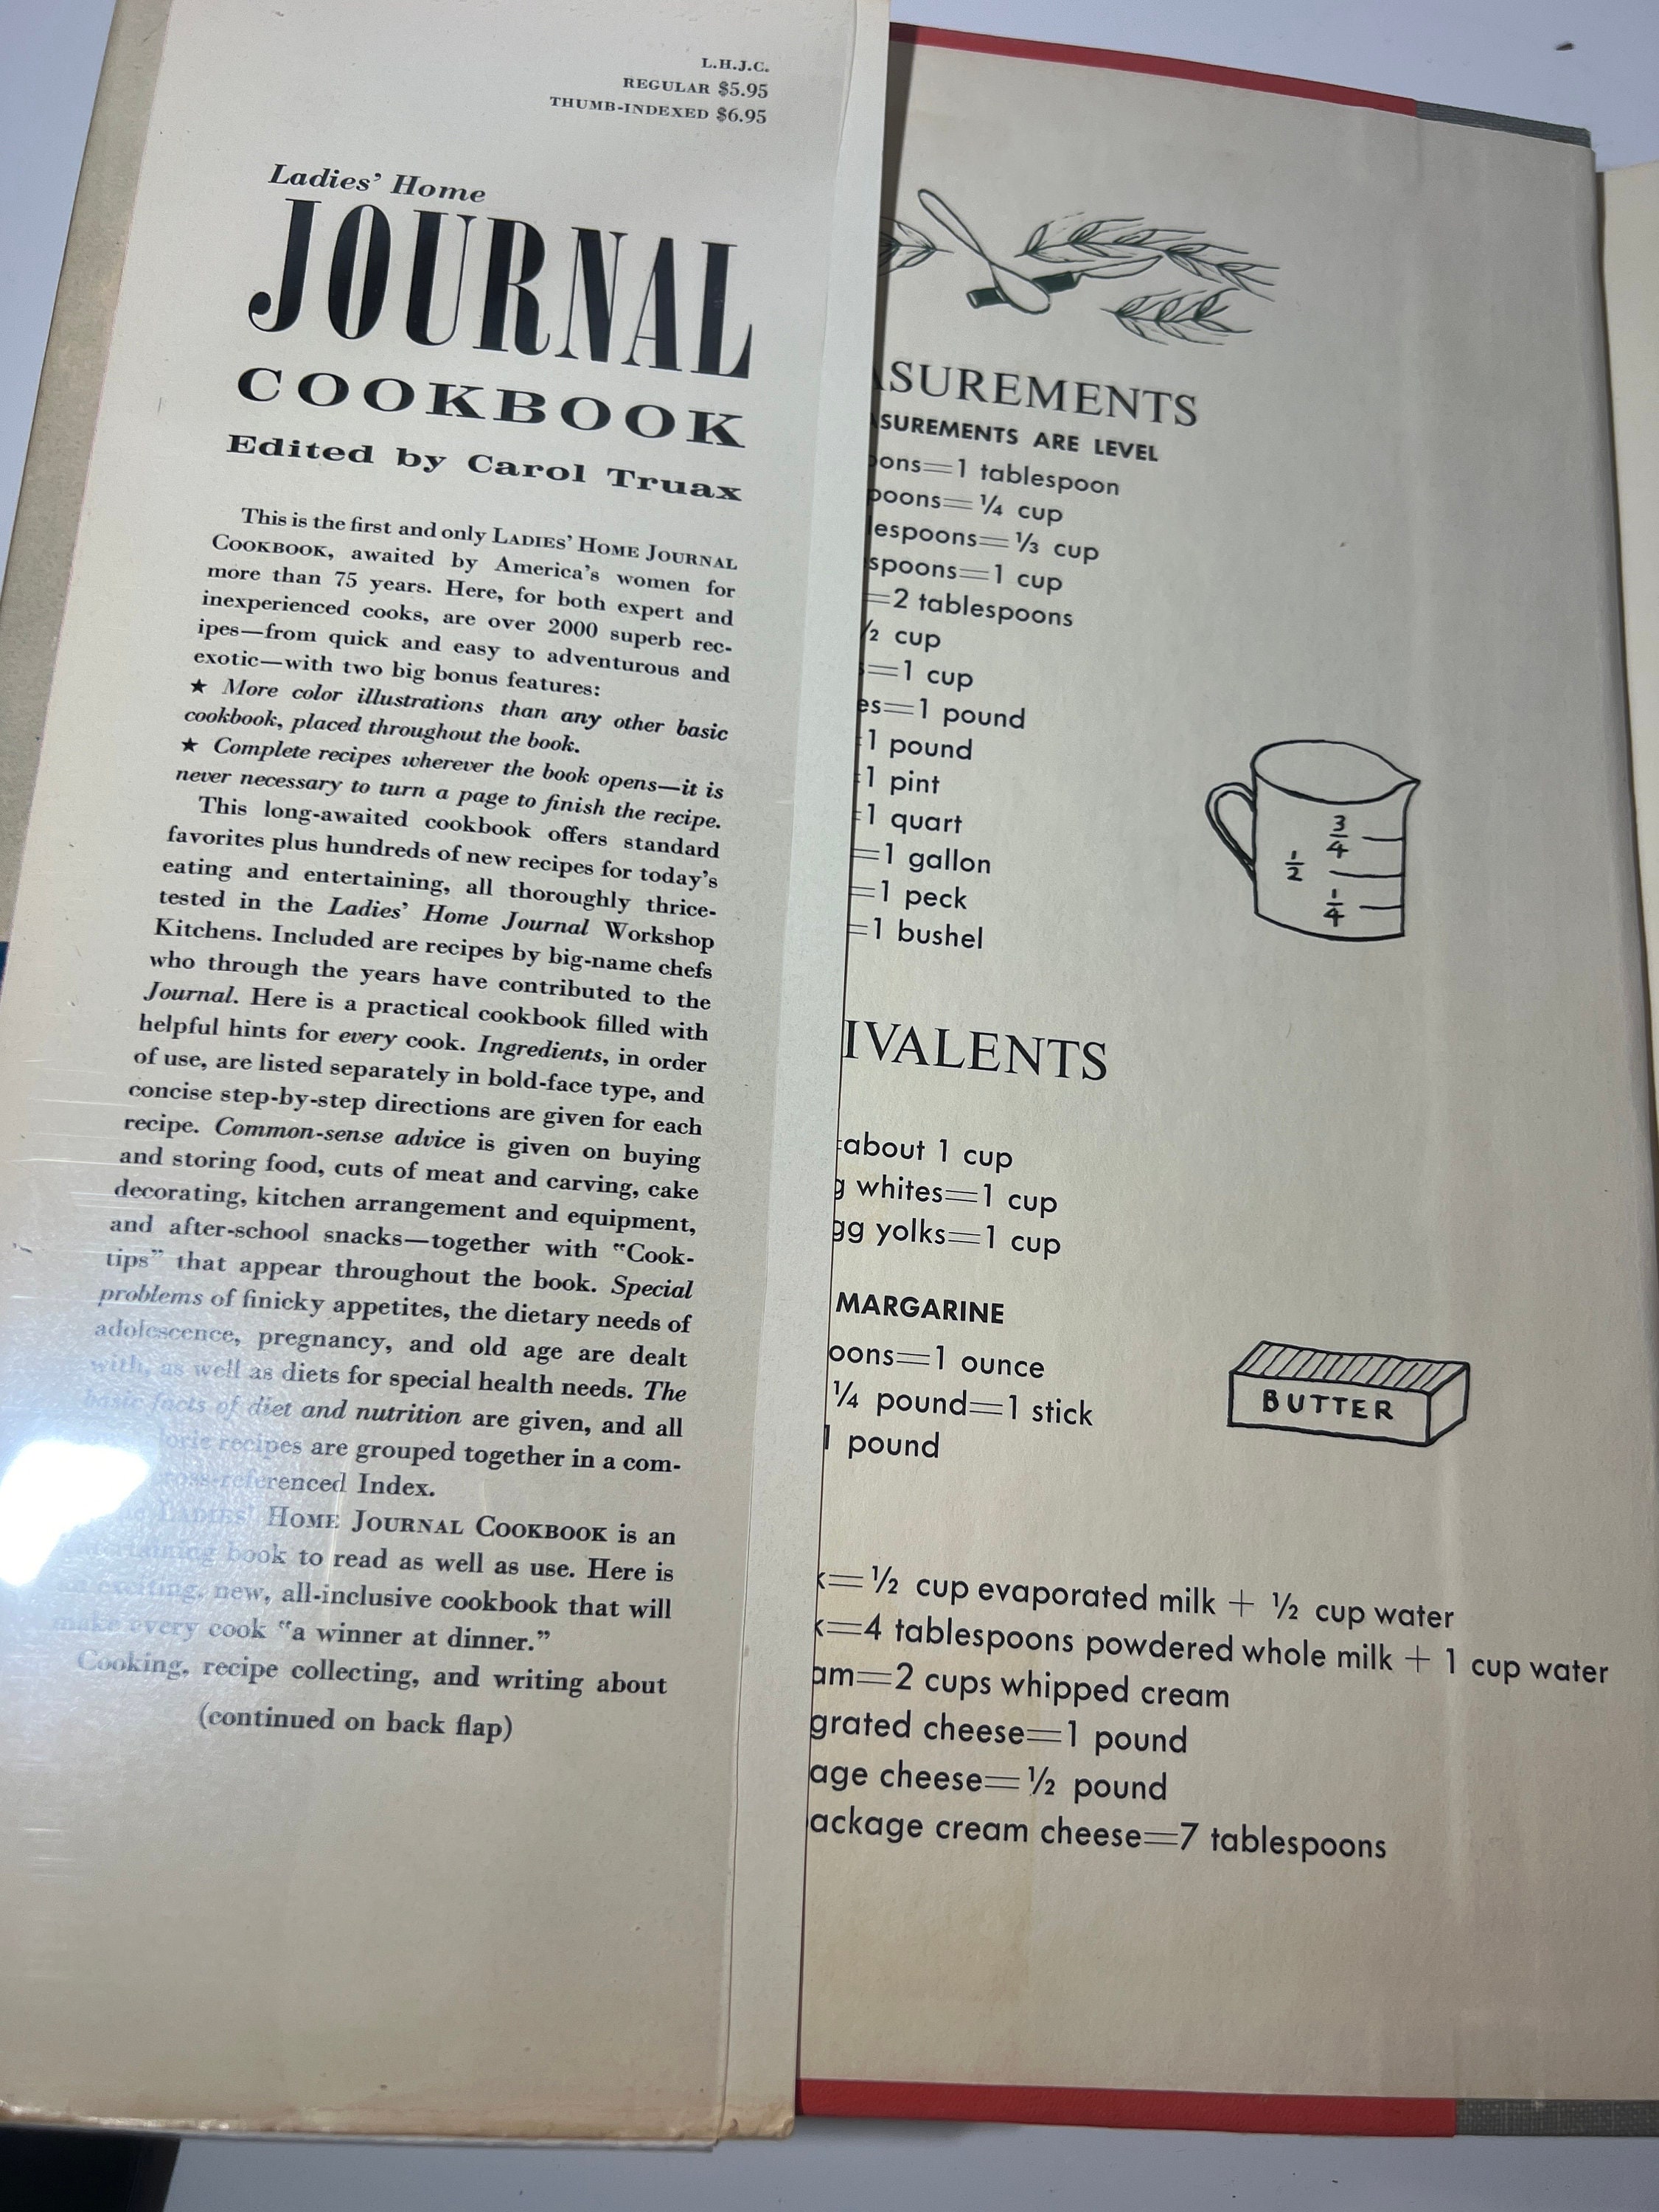 L.H.J.C.
REGULAR $5.95
THUMB-INDEXED $6.95
Ladies' Home
JOURNAL
COOKBOOK
Edited by Carol Truax
This is the first and only LADIES' HOME JOURNAL
COOKBOOK, awaited by America's women for
more than 75 years. Here, for both expert and
inexperienced cooks, are over 2000 superb rec-
ipes—from quick and easy to adventurous and
exotic—with two big bonus features:
★ More color illustrations than any other basic
cookbook, placed throughout the book.
★ Complete recipes wherever the book opens—it is
never necessary to turn a page to finish the recipe.
This long-awaited cookbook offers standard
favorites plus hundreds of new recipes for today's
eating and entertaining, all thoroughly thrice-
tested in the Ladies' Home Journal Workshop
Kitchens. Included are recipes by big-name chefs
who through the years have contributed to the
Journal. Here is a practical cookbook filled with
helpful hints for every cook. Ingredients, in order
of use, are listed separately in bold-face type, and
concise step-by-step directions are given for each
recipe. Common-sense advice is given on buying
and storing food, cuts of meat and carving, cake
decorating, kitchen arrangement and equipment,
and after-school snacks—together with "Cook-
tips" that appear throughout the book. Special
problems of finicky appetites, the dietary needs of
adolescence, pregnancy, and old age are dealt
with, as well as diets for special health needs. The
basic facts of diet and nutrition are given, and all
recipes are grouped together in a com-
cross-referenced Index.
LADIES' HOME JOURNAL COOKBOOK is an
entertaining book to read as well as use. Here is
an exciting, new, all-inclusive cookbook that will
make every cook "a winner at dinner."
Cooking, recipe collecting, and writing about
(continued on back flap)
ASUREMENTS
ASUREMENTS ARE LEVEL
oons=1 tablespoon
poons=¼ cup
lespoons=⅓ cup
spoons=1 cup
=2 tablespoons
½ cup
=1 cup
es=1 pound
1 pound
1 pint
1 quart
=1 gallon
=1 peck
=1 bushel
3/4
1/2
1/4
IVALENTS
about 1 cup
g whites=1 cup
gg yolks=1 cup
MARGARINE
oons=1 ounce
¼ pound=1 stick
1 pound
BUTTER
k=½ cup evaporated milk + ½ cup water
k=4 tablespoons powdered whole milk + 1 cup water
am=2 cups whipped cream
grated cheese=1 pound
age cheese=½ pound
ackage cream cheese=7 tablespoons